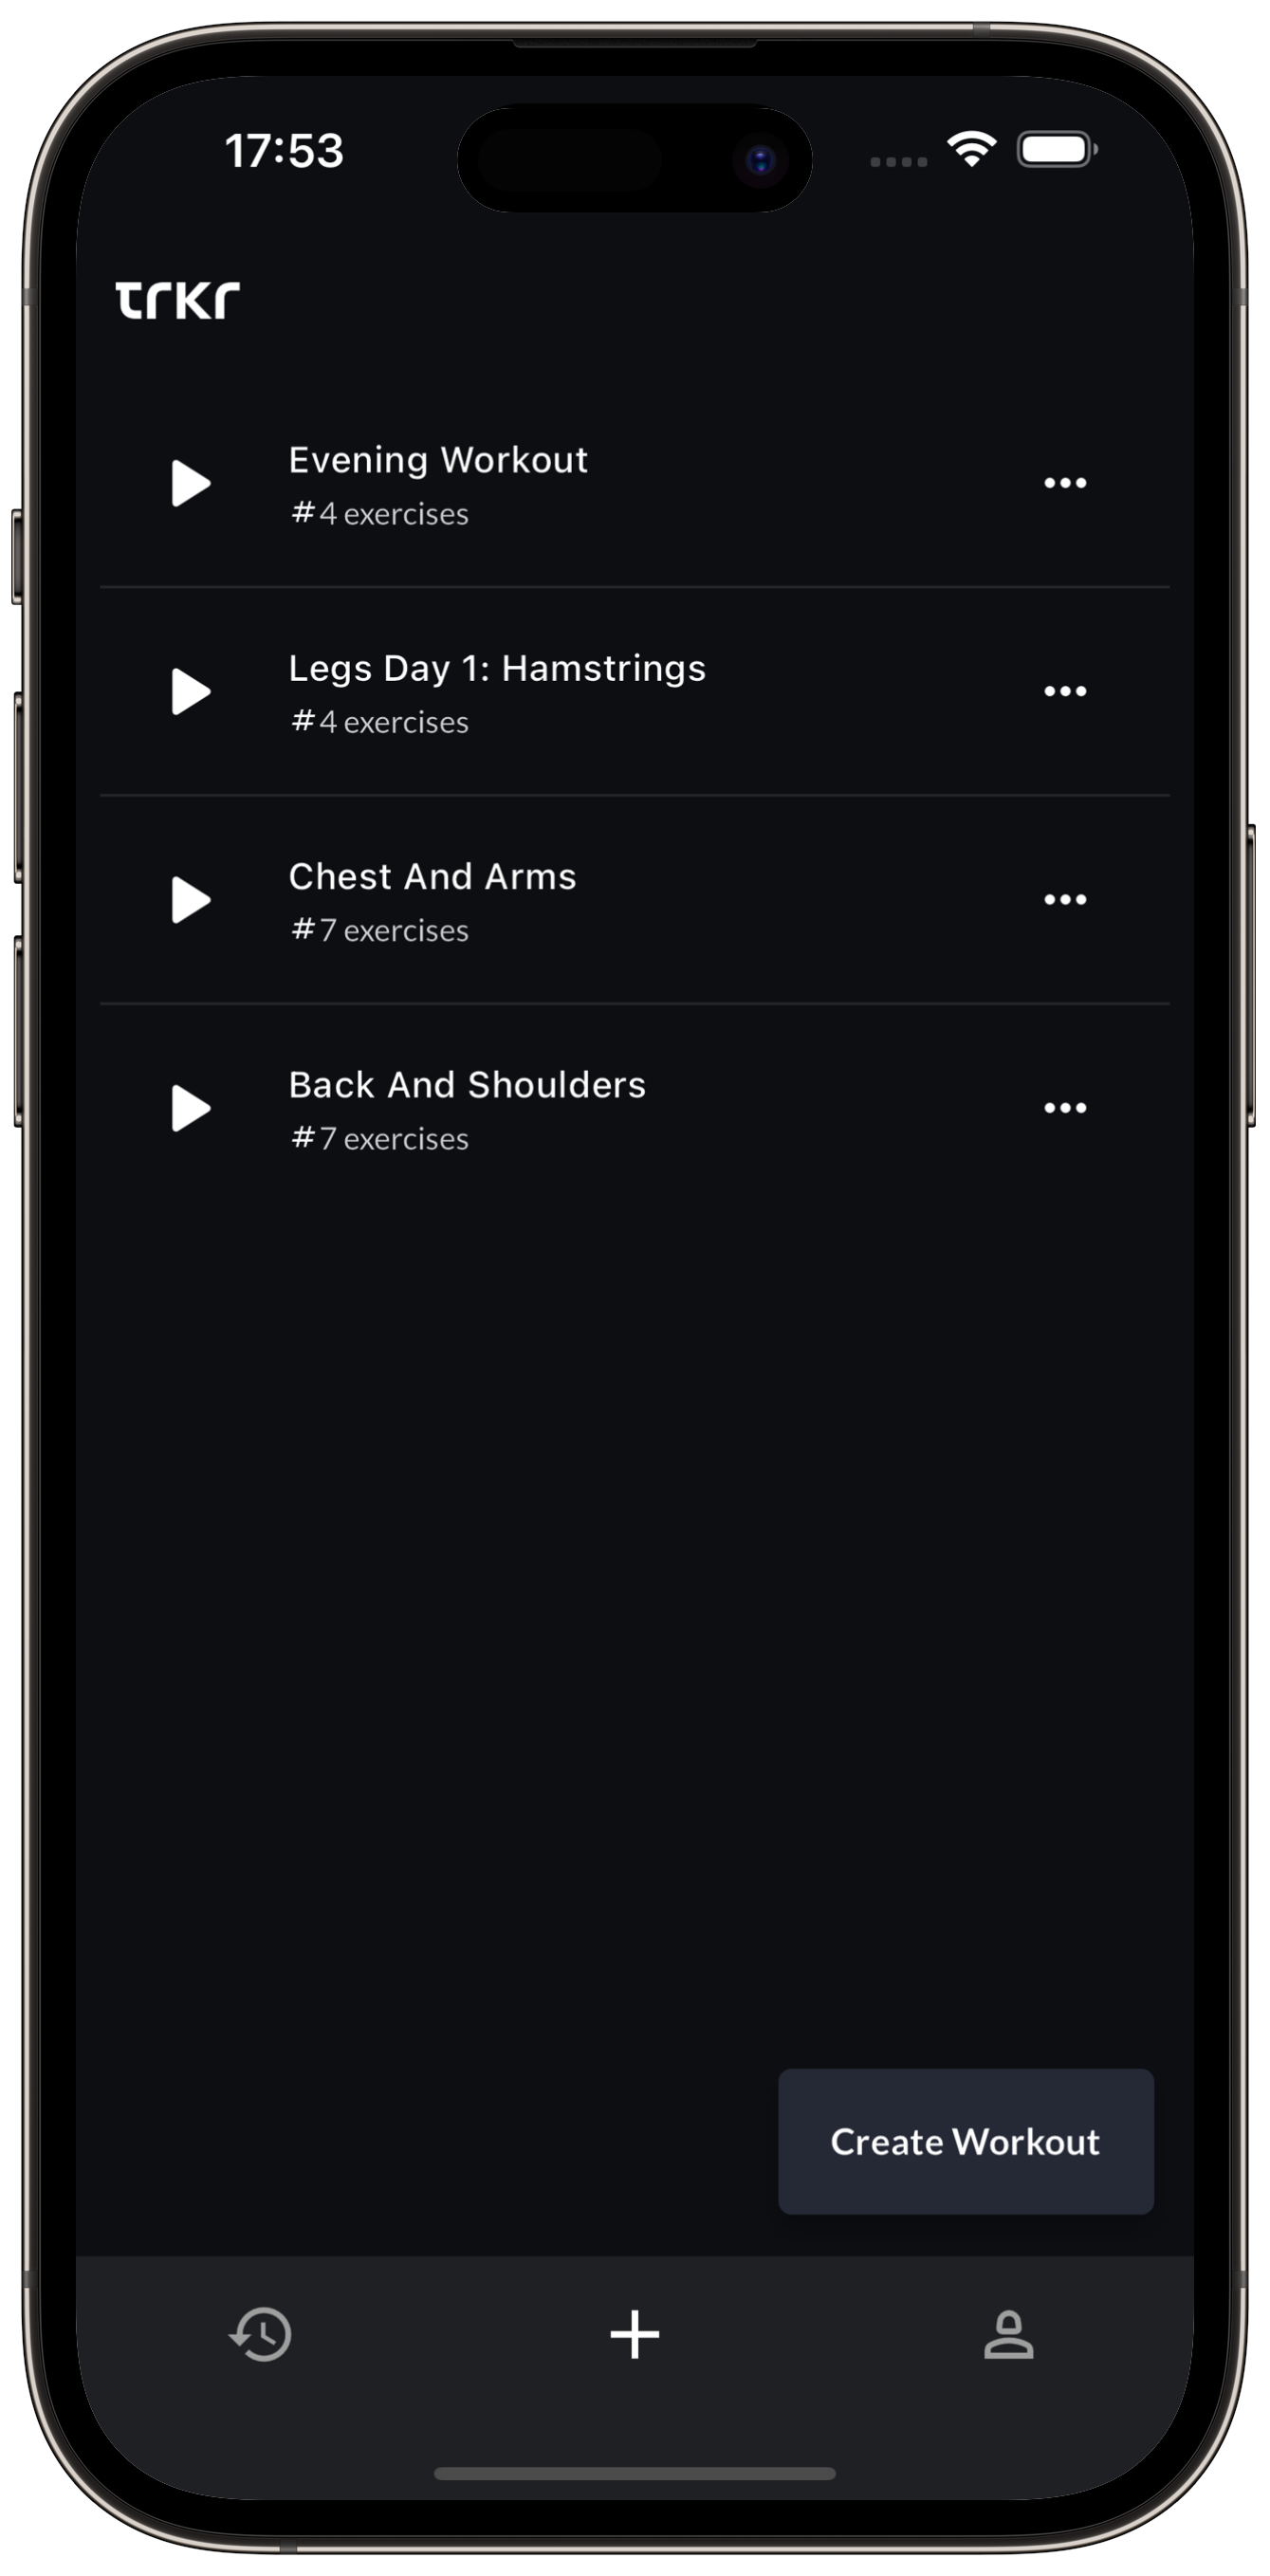 17:53
trkr
Evening Workout
#4 exercises
Legs Day 1: Hamstrings
#4 exercises
Chest And Arms
#7 exercises
Back And Shoulders
#7 exercises
Create Workout